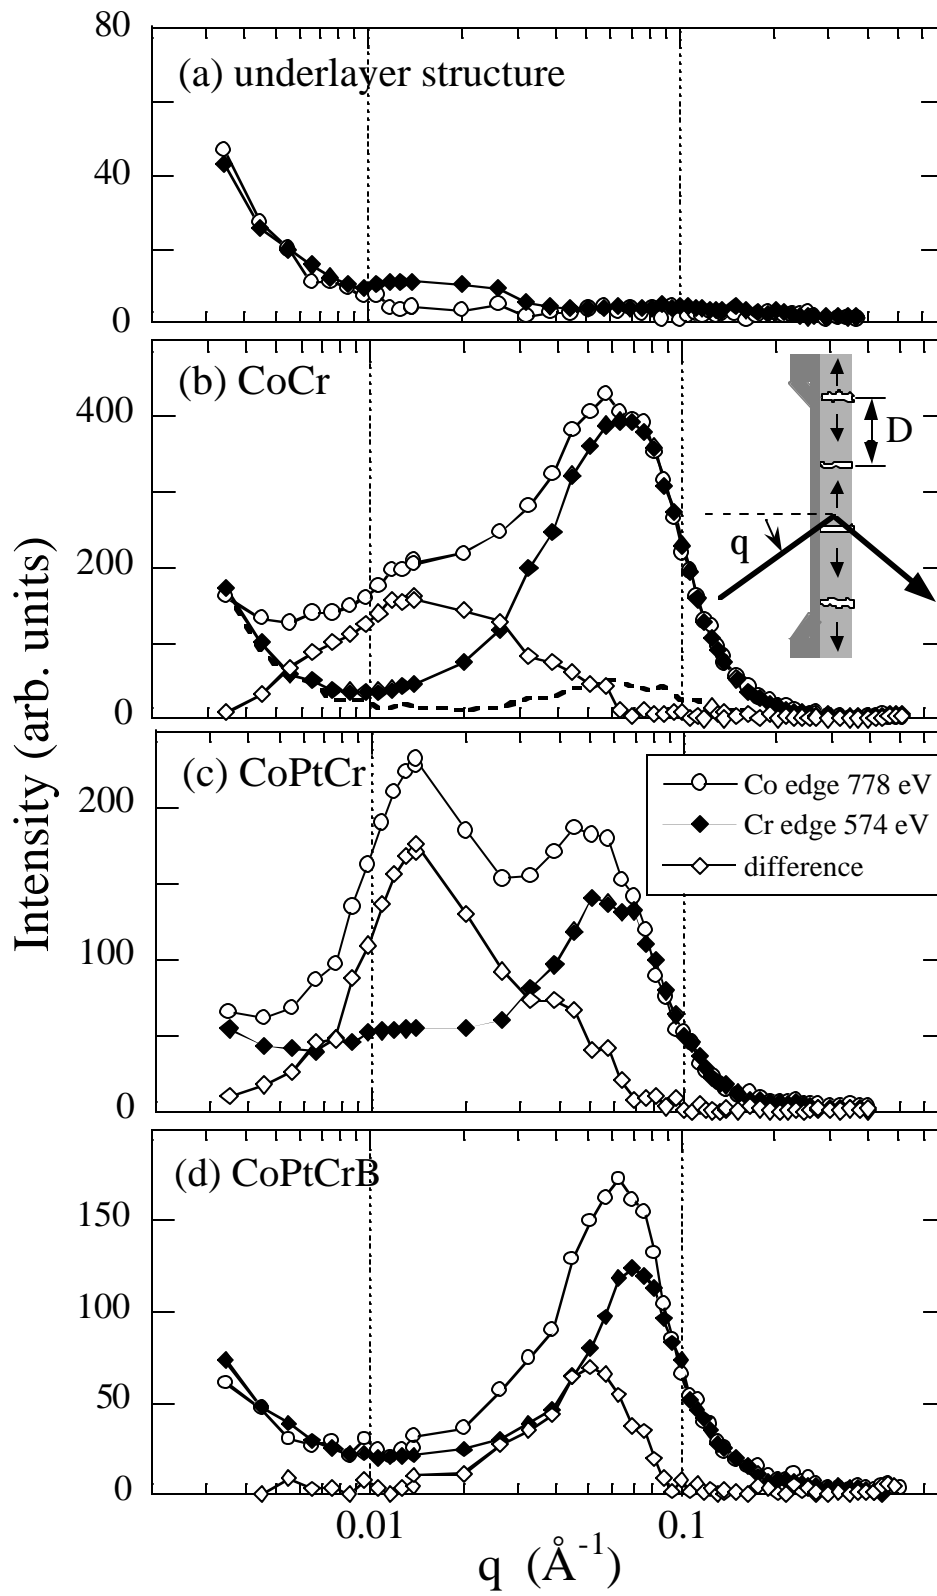 80
(a) underlayer structure
40
0
(b) CoCr
400
D
q
200
0
(c) CoPtCr
Co edge 778 eV
200
Cr edge 574 eV
difference
Intensity (arb. units)
100
0
(d) CoPtCrB
150
100
50
0
0.01
0.1
q (Å⁻¹)